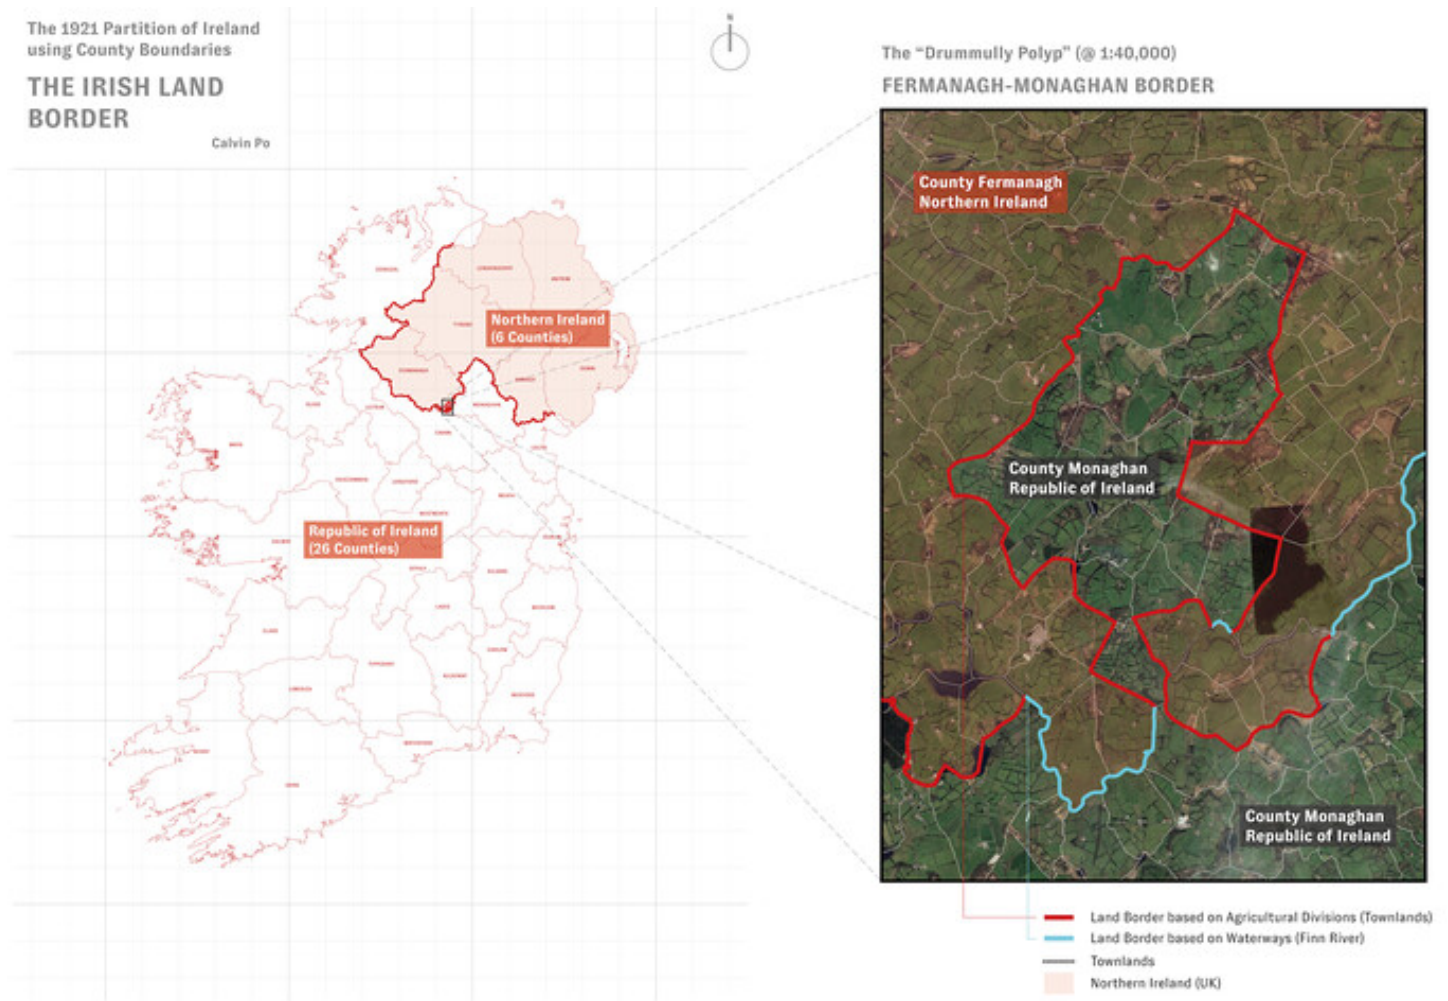 The 1921 Partition of Ireland
using County Boundaries
THE IRISH LAND
BORDER
Calvin Po
N
Northern Ireland
(6 Counties)
Republic of Ireland
(26 Counties)
The “Drummully Polyp” (@ 1:40,000)
FERMANAGH-MONAGHAN BORDER
County Fermanagh
Northern Ireland
County Monaghan
Republic of Ireland
County Monaghan
Republic of Ireland
Land Border based on Agricultural Divisions (Townlands)
Land Border based on Waterways (Finn River)
Townlands
Northern Ireland (UK)